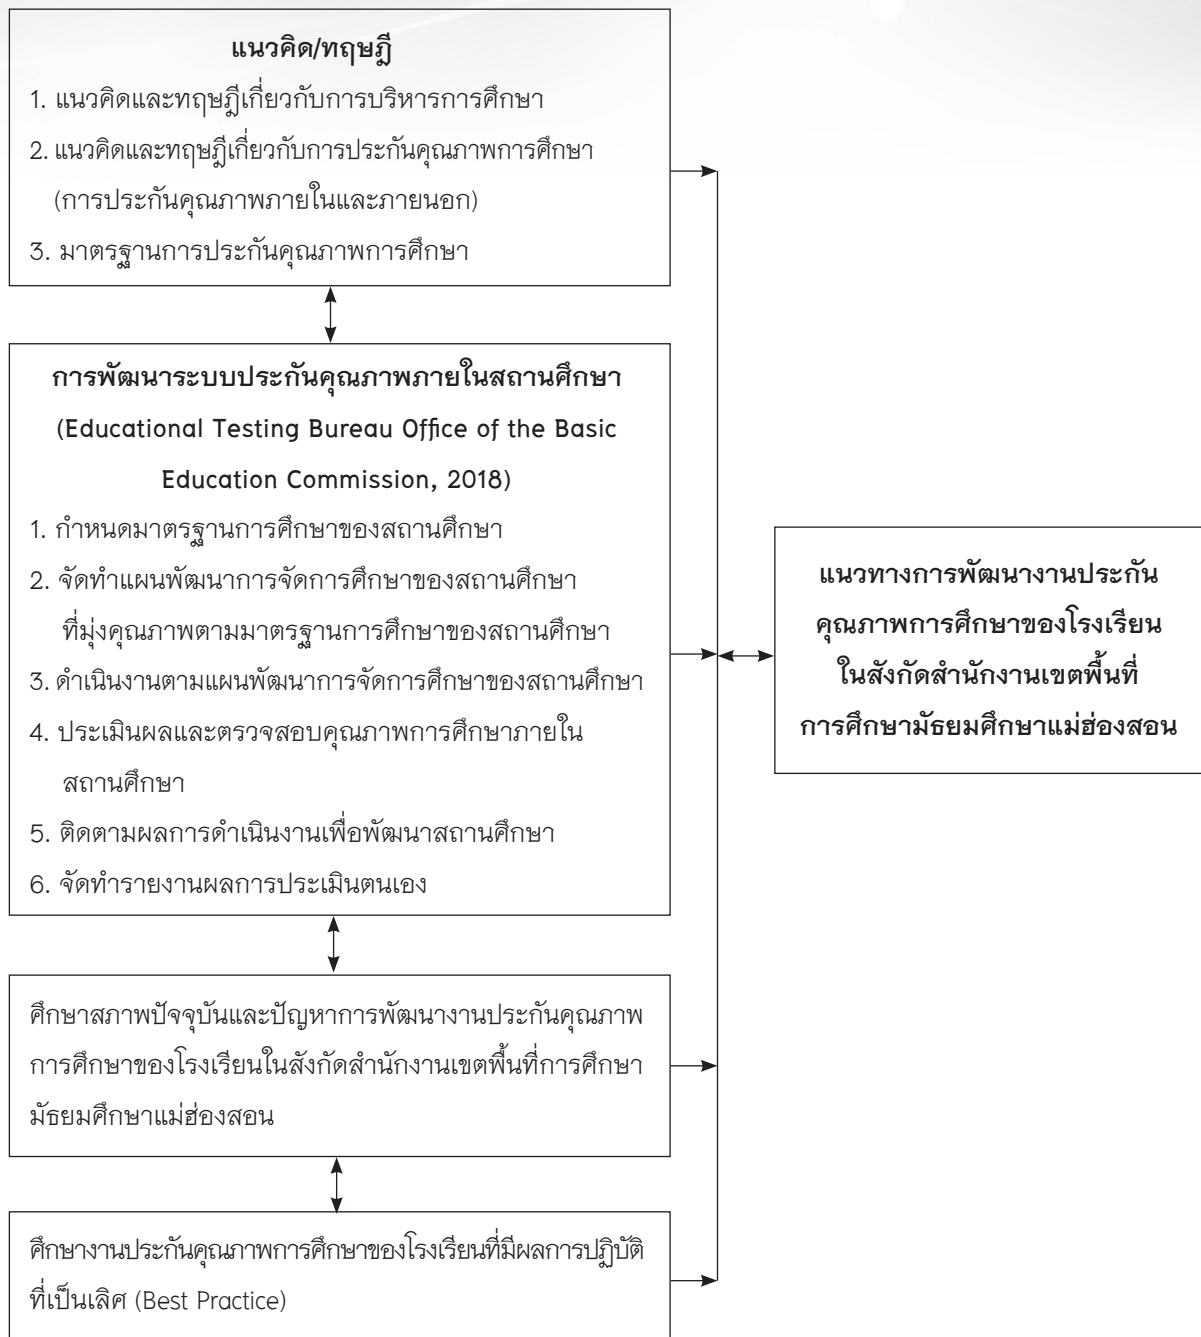 แนวคิด/ทฤษฎี
1. แนวคิดและทฤษฎีเกี่ยวกับการบริหารการศึกษา
2. แนวคิดและทฤษฎีเกี่ยวกับการประกันคุณภาพการศึกษา
(การประกันคุณภาพภายในและภายนอก)
3. มาตรฐานการประกันคุณภาพการศึกษา
การพัฒนาระบบประกันคุณภาพภายในสถานศึกษา
(Educational Testing Bureau Office of the Basic
Education Commission, 2018)
1. กำหนดมาตรฐานการศึกษาของสถานศึกษา
2. จัดทำแผนพัฒนาการจัดการศึกษาของสถานศึกษา
ที่มุ่งคุณภาพตามมาตรฐานการศึกษาของสถานศึกษา
3. ดำเนินงานตามแผนพัฒนาการจัดการศึกษาของสถานศึกษา
4. ประเมินผลและตรวจสอบคุณภาพการศึกษาภายใน
สถานศึกษา
5. ติดตามผลการดำเนินงานเพื่อพัฒนาสถานศึกษา
6. จัดทำรายงานผลการประเมินตนเอง
ศึกษาสภาพปัจจุบันและปัญหาการพัฒนางานประกันคุณภาพ
การศึกษาของโรงเรียนในสังกัดสำนักงานเขตพื้นที่การศึกษา
มัธยมศึกษาแม่ฮ่องสอน
ศึกษางานประกันคุณภาพการศึกษาของโรงเรียนที่มีผลการปฏิบัติ
ที่เป็นเลิศ (Best Practice)
แนวทางการพัฒนางานประกัน
คุณภาพการศึกษาของโรงเรียน
ในสังกัดสำนักงานเขตพื้นที่
การศึกษามัธยมศึกษาแม่ฮ่องสอน